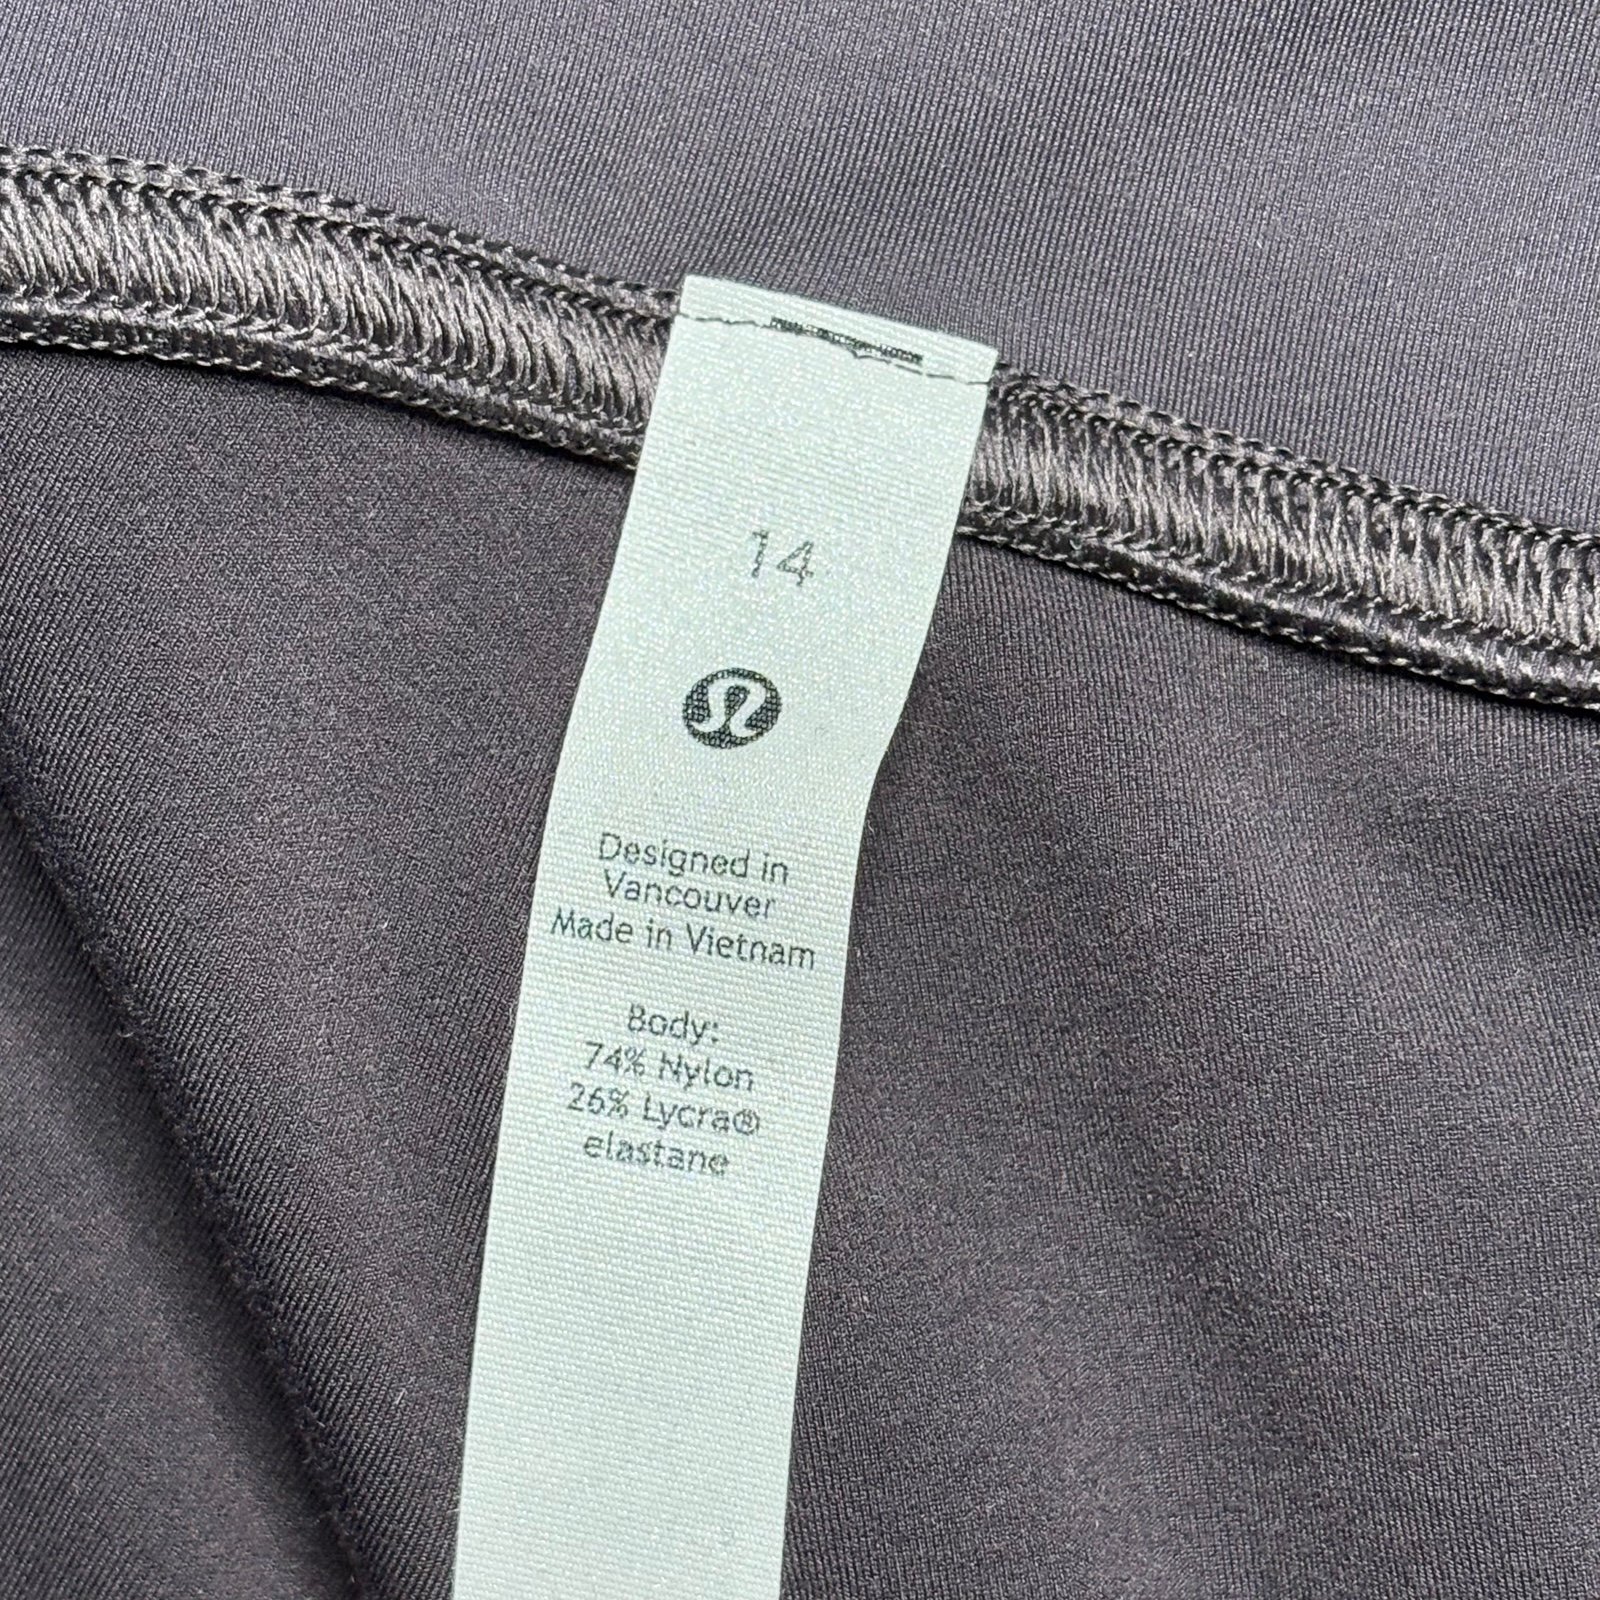 14
Designed in
Vancouver
Made in Vietnam
Body:
74% Nylon
26% Lycra®
elastane